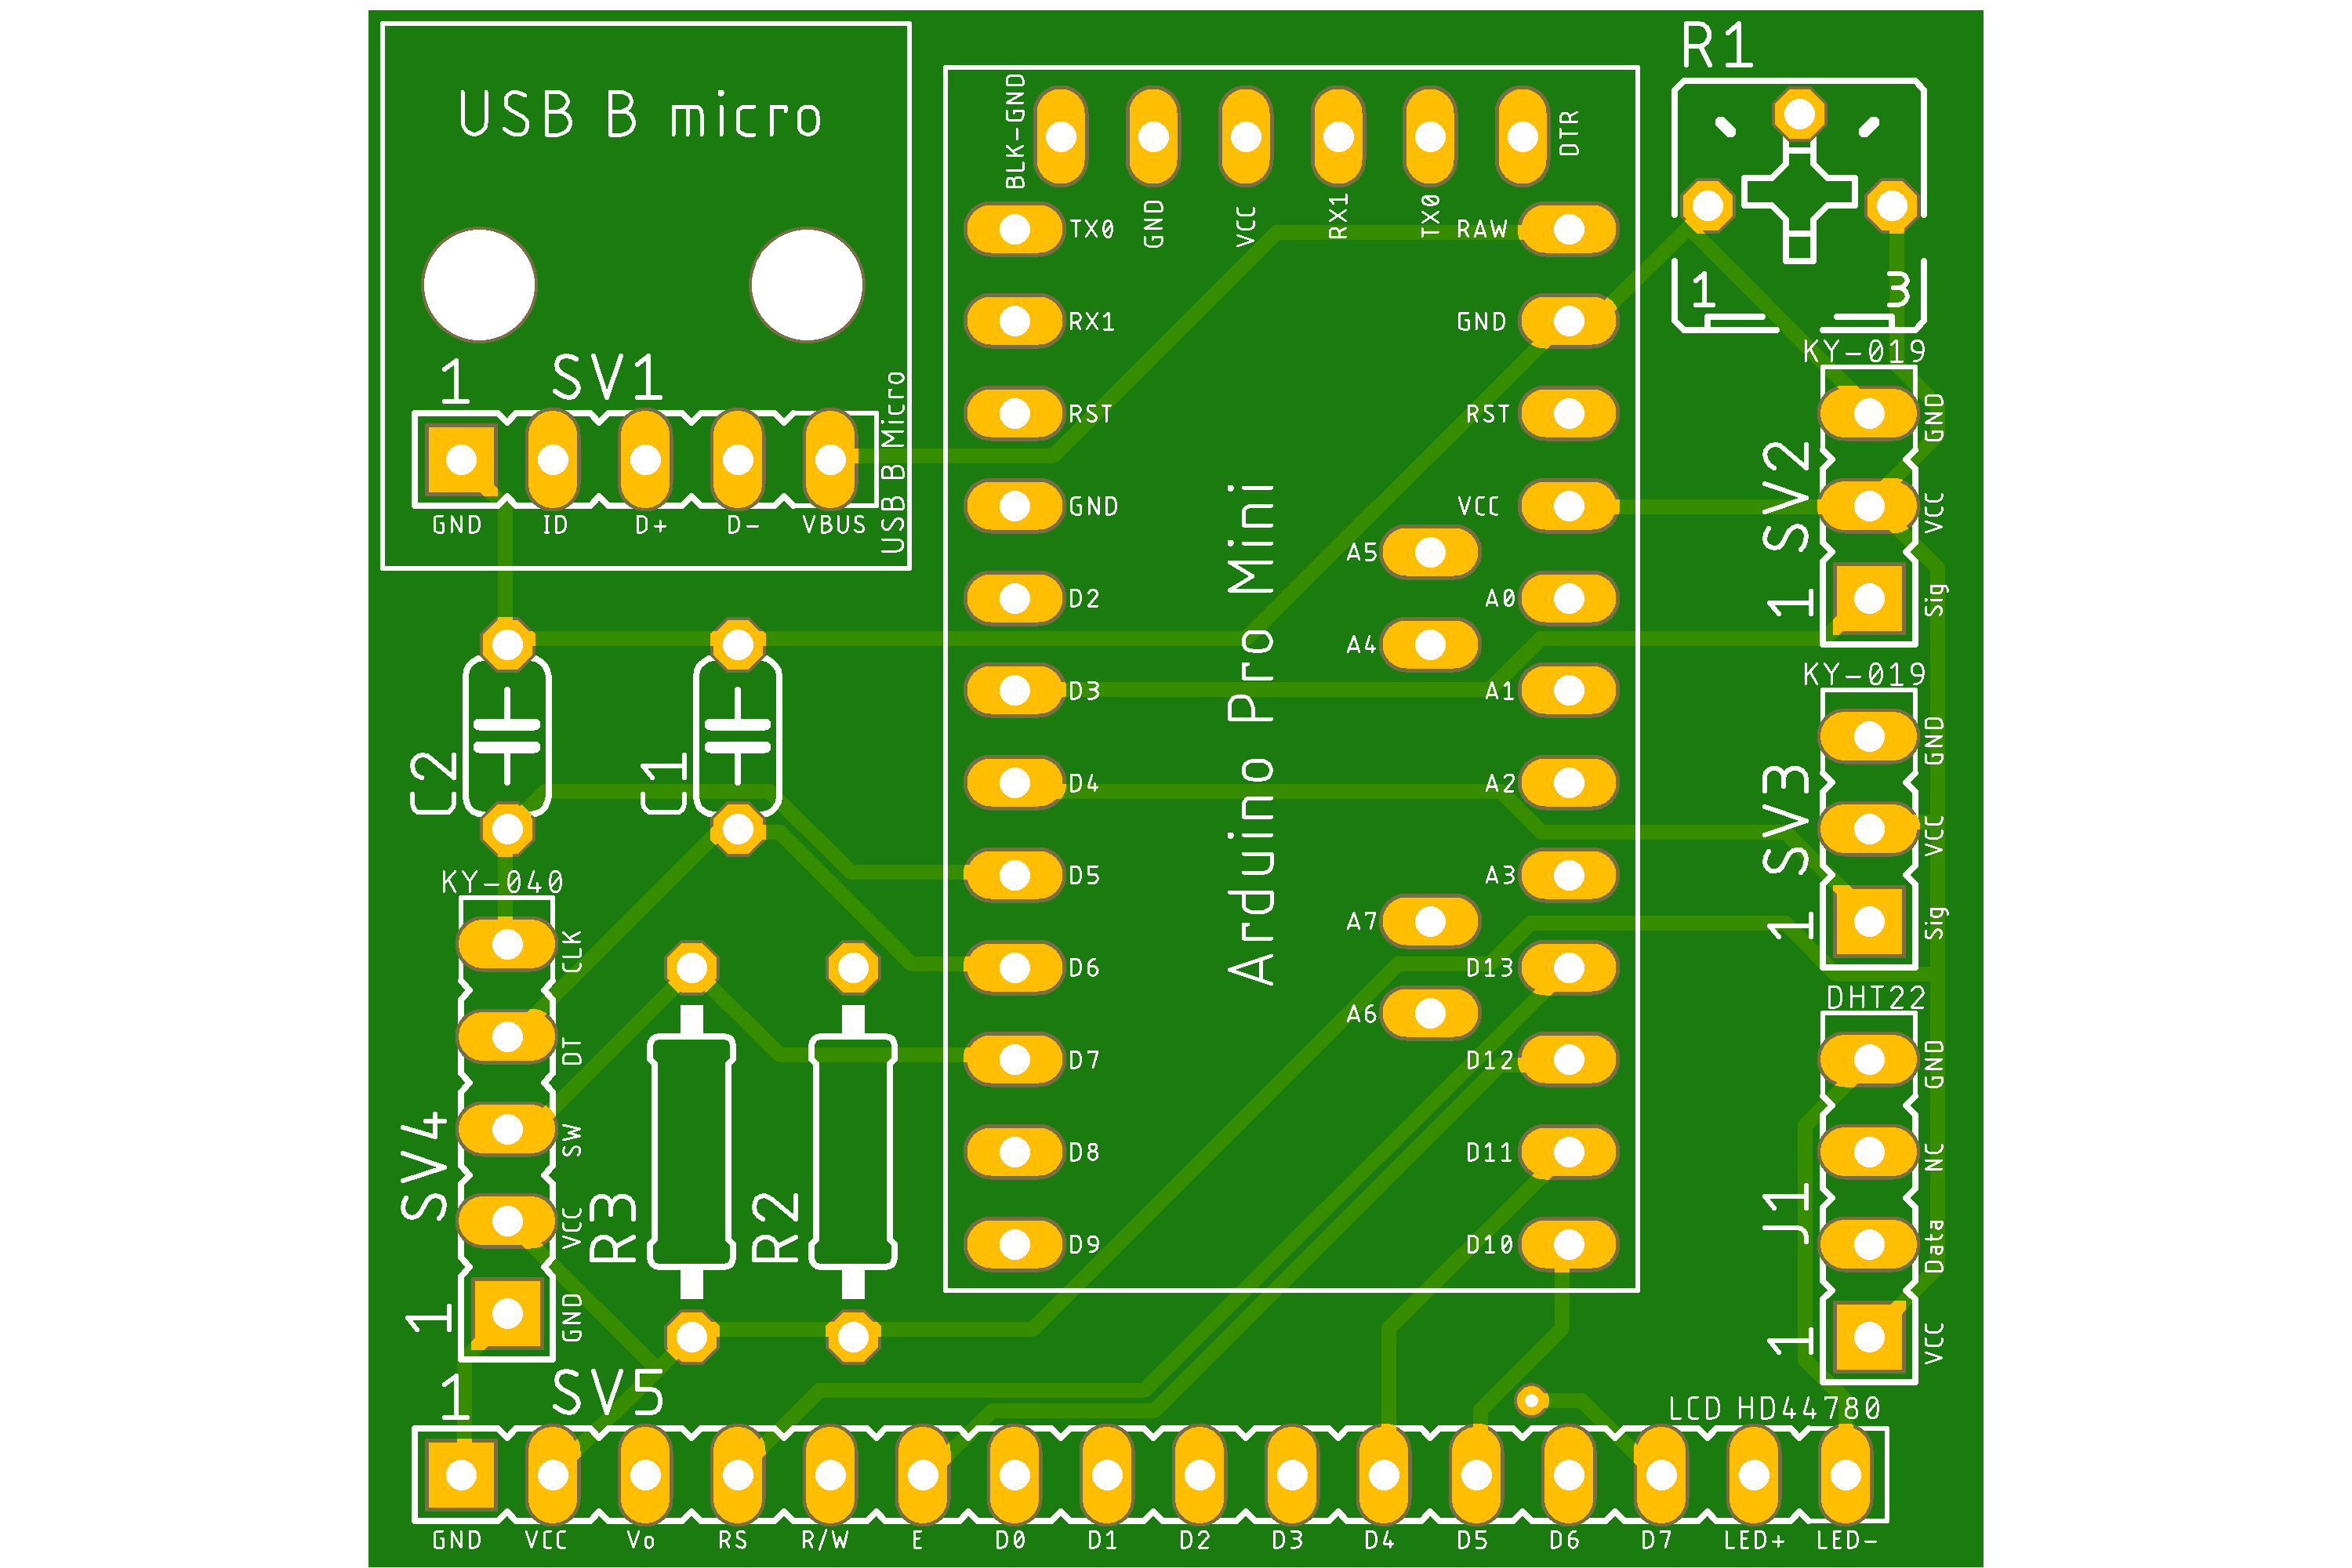 R1
USB B micro
BLK-GND
DTR
TX0
GND
VCC
RX1
TX0
RAW
RX1
GND
1
3
KY-019
1
SV1
USB B Micro
RST
RST
GND
SV2
GND
ID
D+
D-
VBUS
GND
VCC
VCC
A5
D2
A0
1
Sig
A4
KY-019
D3
A1
Arduino Pro Mini
C2
C1
D4
A2
SV3
GND
VCC
D5
A3
KY-040
A7
1
Sig
CLK
D6
D13
DHT22
A6
DT
D7
D12
GND
SV4
SW
D8
D11
NC
VCC
R3
R2
J1
D9
D10
Data
1
GND
1
VCC
1
SV5
LCD HD44780
GND
VCC
Vo
RS
R/W
E
D0
D1
D2
D3
D4
D5
D6
D7
LED+
LED-